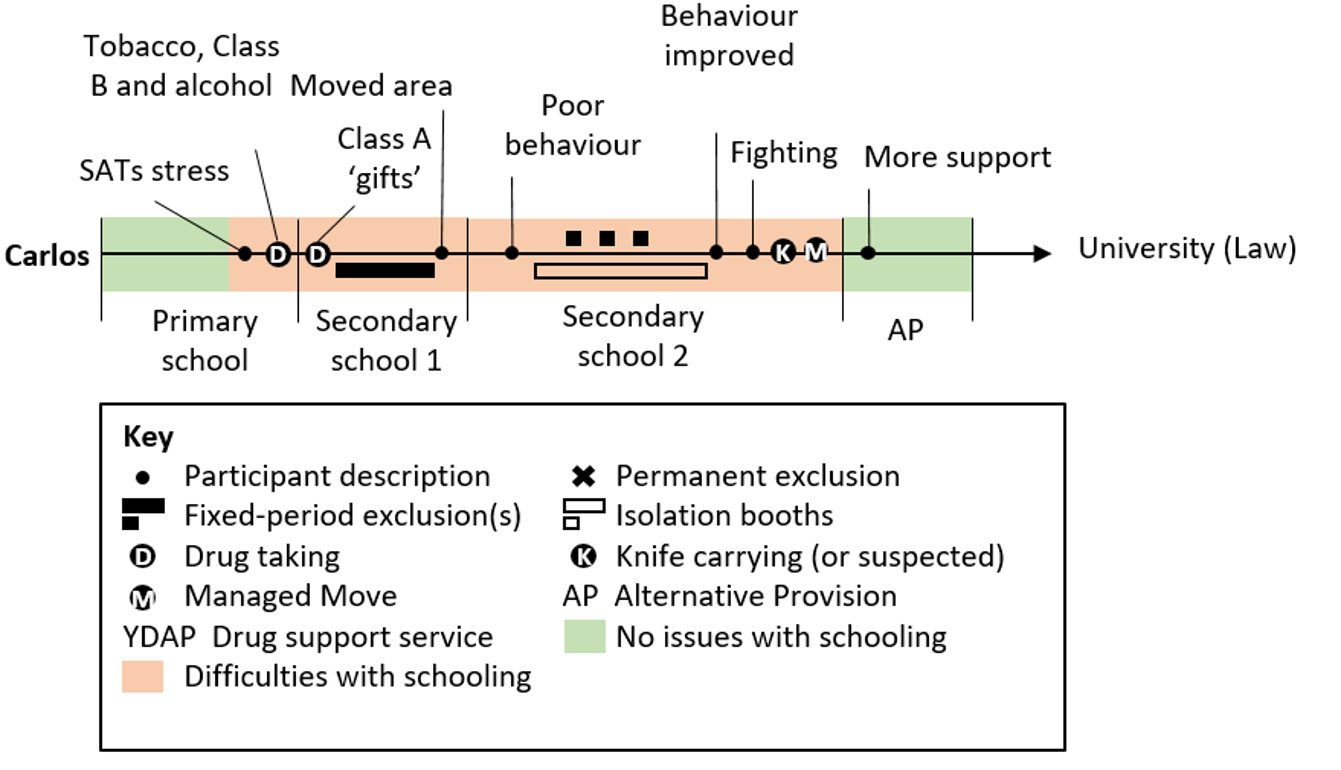 Behaviour
improved
Tobacco, Class
B and alcohol
Moved area
Poor
behaviour
Class A
‘gifts’
Fighting
More support
SATs stress
Carlos
D
D
K
M
University (Law)
Primary
school
Secondary
school 1
Secondary
school 2
AP
Key
Participant description
Permanent exclusion
Fixed-period exclusion(s)
Isolation booths
D Drug taking
K Knife carrying (or suspected)
M Managed Move
AP Alternative Provision
YDAP Drug support service
No issues with schooling
Difficulties with schooling